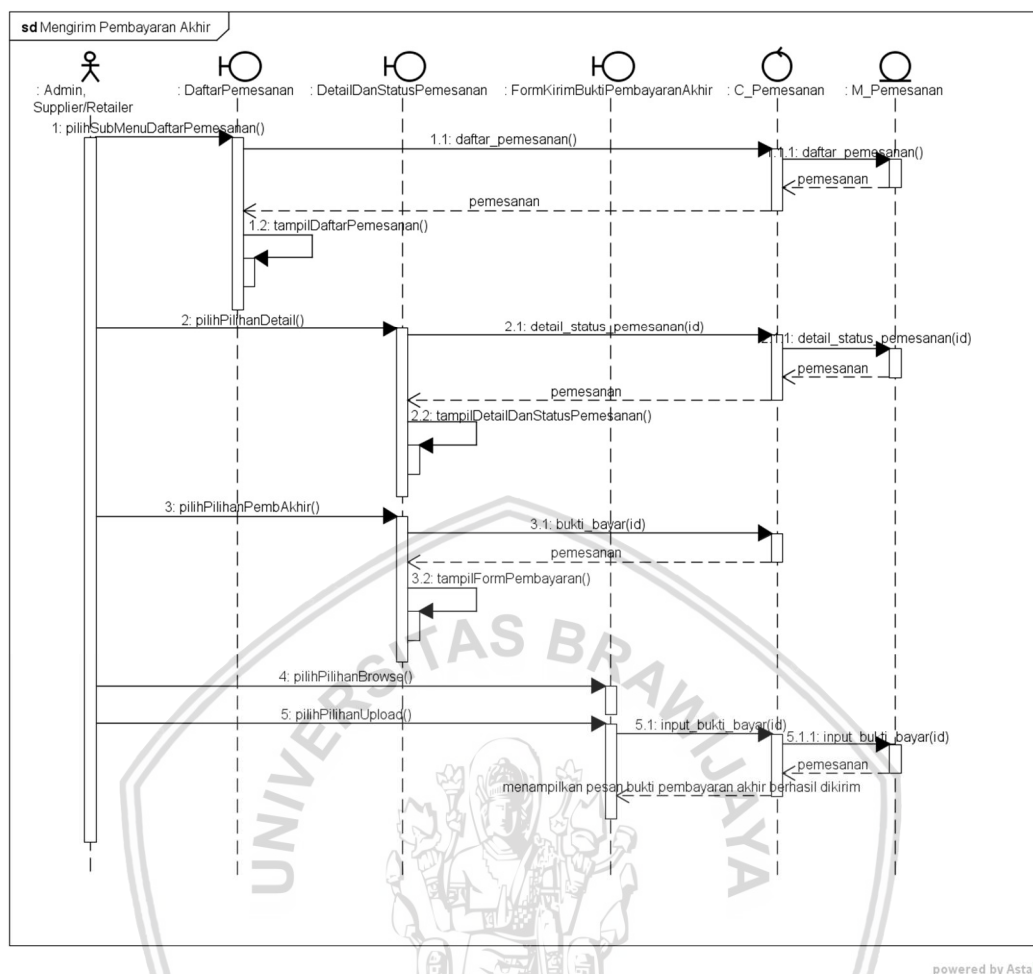 sd Mengirim Pembayaran Akhir
: Admin,
Supplier/Retailer
: DaftarPemesanan
: DetailDanStatusPemesanan
: FormKirimBuktiPembayaranAkhir
: C_Pemesanan
: M_Pemesanan
1: pilihSubMenuDaftarPemesanan()
1.1: daftar_pemesanan()
1.1.1: daftar_pemesanan()
pemesanan
pemesanan
1.2: tampilDaftarPemesanan()
2: pilihPilihanDetail()
2.1: detail_status_pemesanan(id)
2.1.1: detail_status_pemesanan(id)
pemesanan
pemesanan
2.2: tampilDetailDanStatusPemesanan()
3: pilihPilihanPembAkhir()
3.1: bukti_bayar(id)
pemesanan
3.2: tampilFormPembayaran()
4: pilihPilihanBrowse()
5: pilihPilihanUpload()
5.1: input_bukti_bayar(id)
5.1.1: input_bukti_bayar(id)
pemesanan
menampilkan pesan bukti pembayaran akhir berhasil dikirim
UNIVERSITAS BRAWIJAYA
powered by Asta